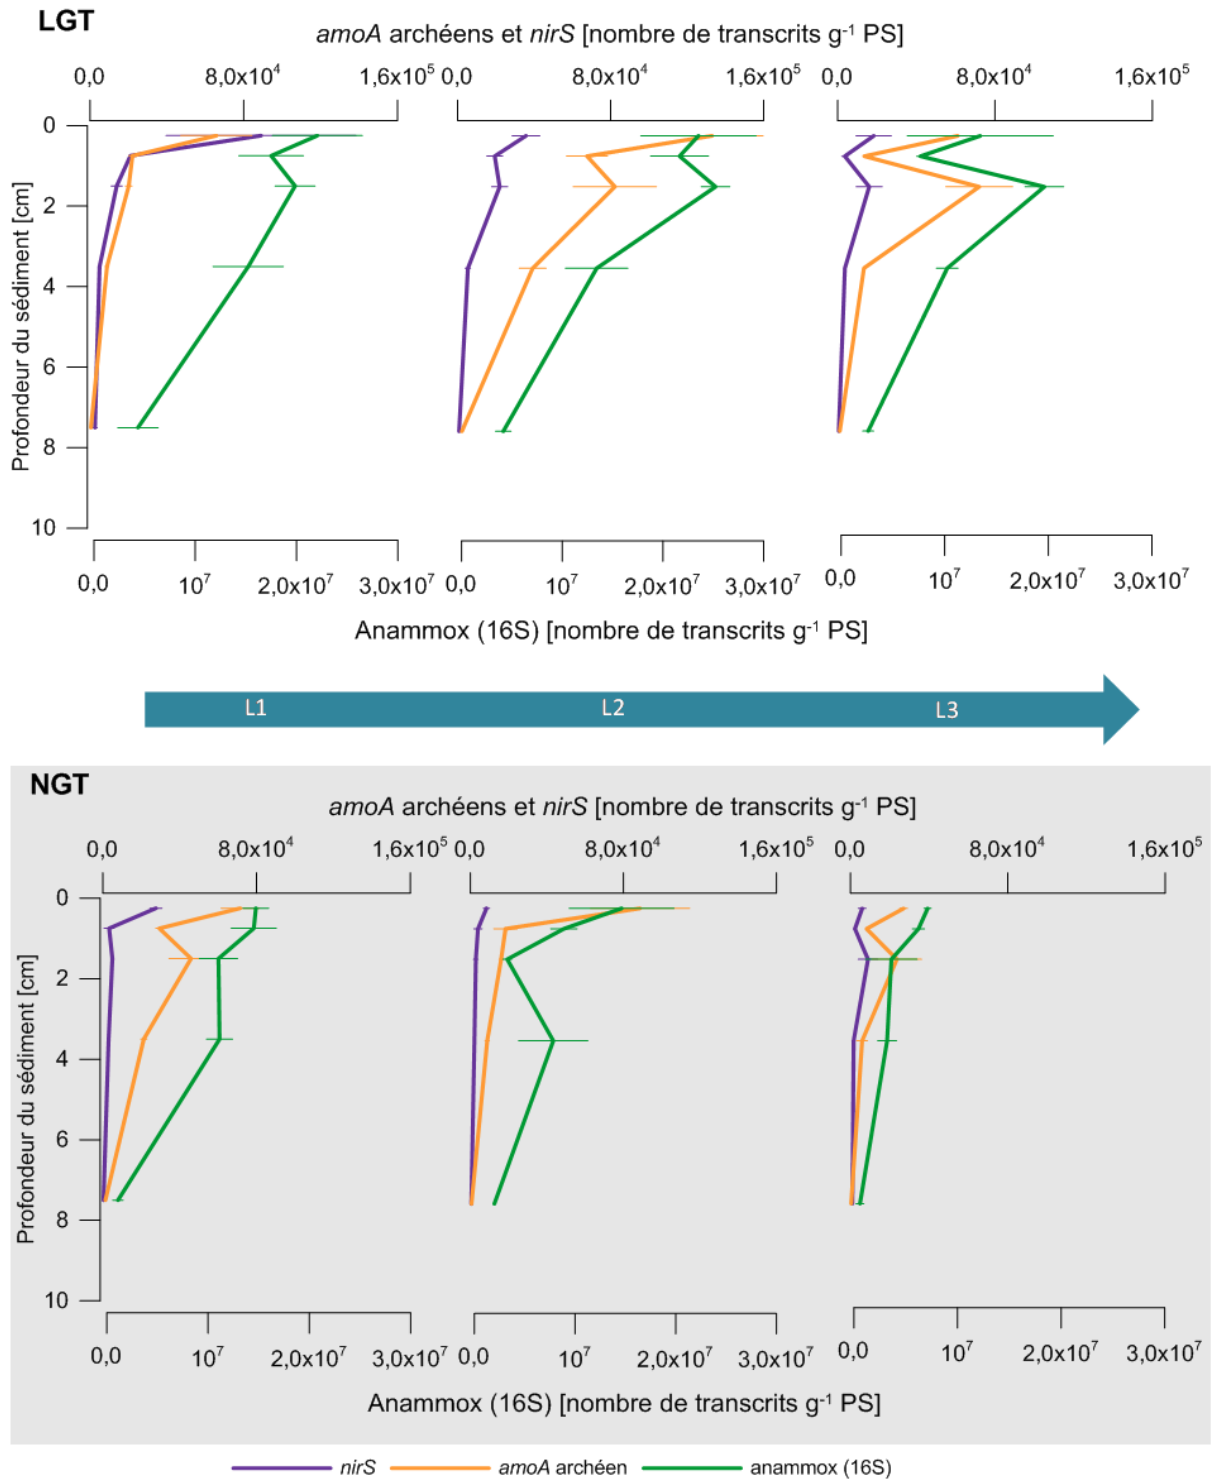 LGT
amoA archéens et nirS [nombre de transcrits g⁻¹ PS]
0,0 8,0x10⁴ 1,6x10⁵ 0,0 8,0x10⁴ 1,6x10⁵ 0,0 8,0x10⁴ 1,6x10⁵
Profondeur du sédiment [cm]
0
2
4
6
8
10
0,0 10⁷ 2,0x10⁷ 3,0x10⁷ 0,0 10⁷ 2,0x10⁷ 3,0x10⁷ 0,0 10⁷ 2,0x10⁷ 3,0x10⁷
Anammox (16S) [nombre de transcrits g⁻¹ PS]
L1 L2 L3
NGT
amoA archéens et nirS [nombre de transcrits g⁻¹ PS]
0,0 8,0x10⁴ 1,6x10⁵ 0,0 8,0x10⁴ 1,6x10⁵ 0,0 8,0x10⁴ 1,6x10⁵
Profondeur du sédiment [cm]
0
2
4
6
8
10
0,0 10⁷ 2,0x10⁷ 3,0x10⁷ 0,0 10⁷ 2,0x10⁷ 3,0x10⁷ 0,0 10⁷ 2,0x10⁷ 3,0x10⁷
Anammox (16S) [nombre de transcrits g⁻¹ PS]
nirS amoA archéen anammox (16S)